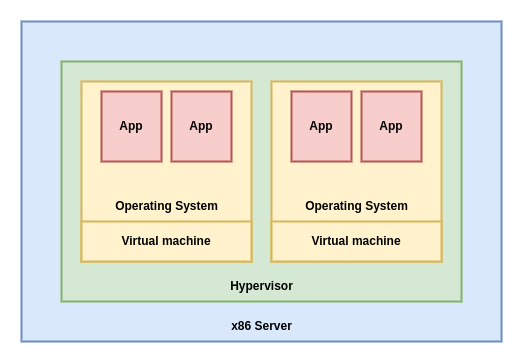 App App App App
Operating System Operating System
Virtual machine Virtual machine
Hypervisor
x86 Server